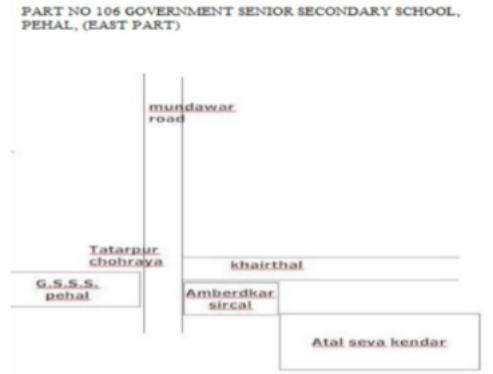 PART NO 106 GOVERNMENT SENIOR SECONDARY SCHOOL,
PEHAL, (EAST PART)
mundawar
road
Tatarpur
chohraya
khairthal
G.S.S.S.
pehal
Amberdkar
sircal
Atal seva kendar